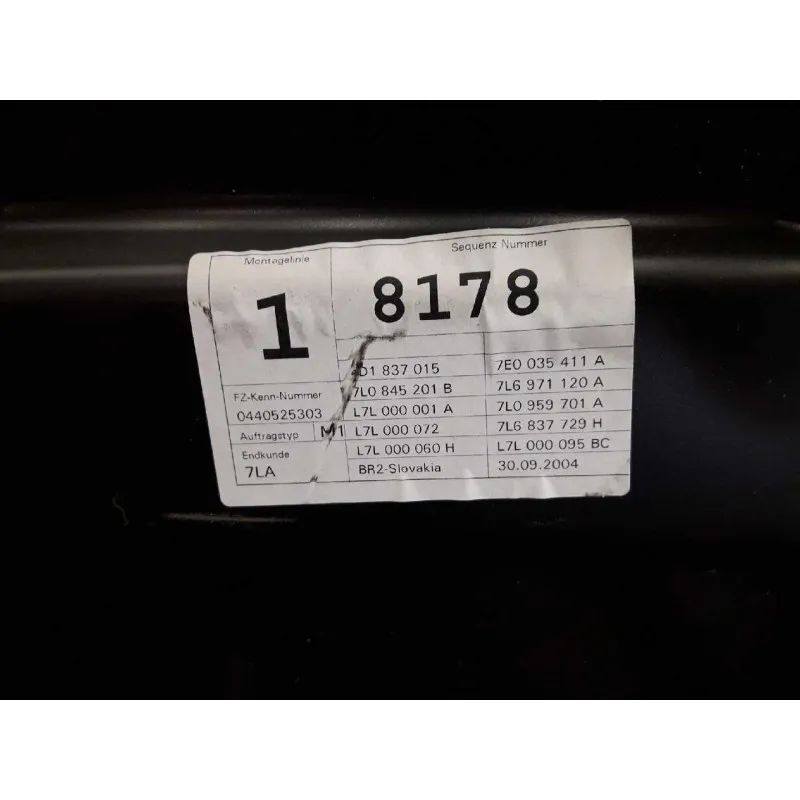 Montagelinie
Sequenz Nummer
1
8178
D1 837 015
7E0 035 411 A
FZ-Kenn-Nummer
7L0 845 201 B
7L6 971 120 A
0440525303
L7L 000 001 A
7L0 959 701 A
Auftragstyp M1
L7L 000 072
7L6 837 729 H
Endkunde
L7L 000 060 H
L7L 000 095 BC
7LA
BR2-Slovakia
30.09.2004